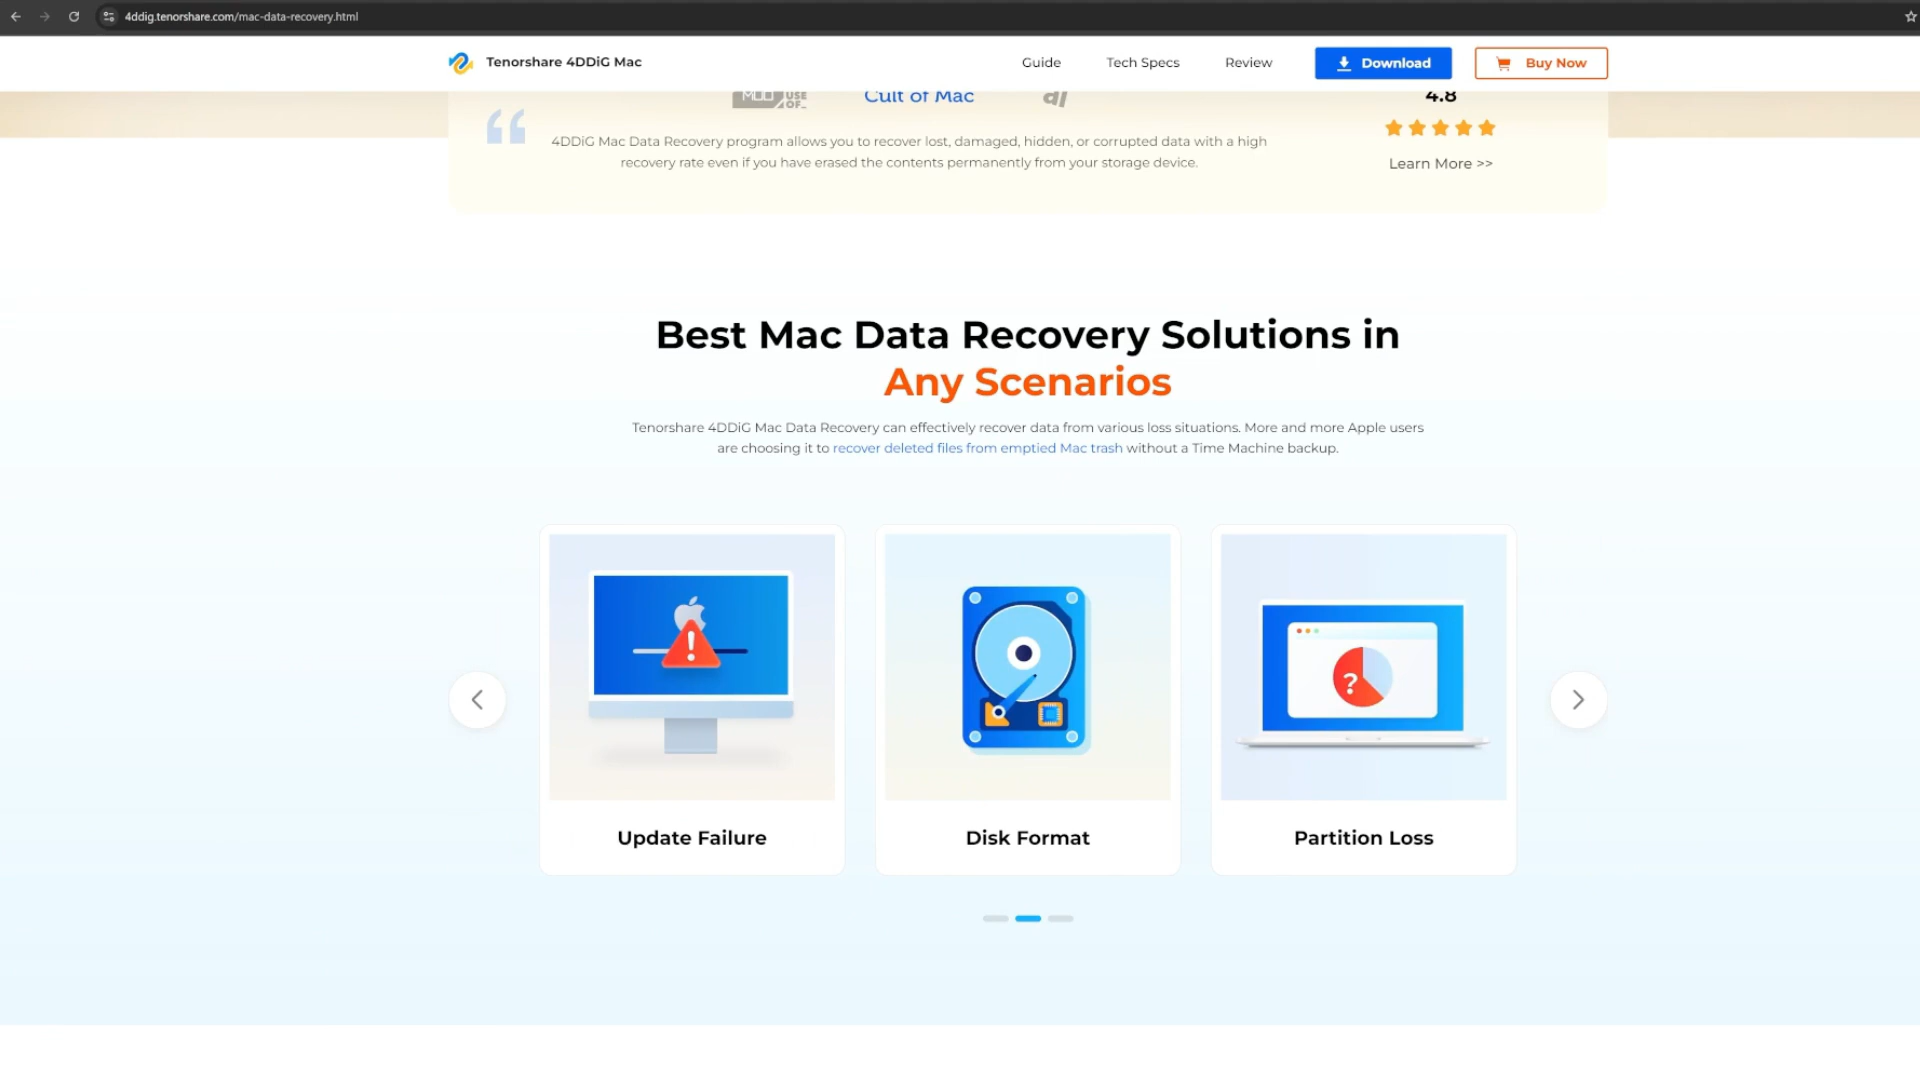 4ddig.tenorshare.com/mac-data-recovery.html
Tenorshare 4DDiG Mac
Guide
Tech Specs
Review
Download
Buy Now
USE
OF_
Cult of Mac
4.8
4DDiG Mac Data Recovery program allows you to recover lost, damaged, hidden, or corrupted data with a high
recovery rate even if you have erased the contents permanently from your storage device.
Learn More >>
Best Mac Data Recovery Solutions in
Any Scenarios
Tenorshare 4DDiG Mac Data Recovery can effectively recover data from various loss situations. More and more Apple users
are choosing it to recover deleted files from emptied Mac trash without a Time Machine backup.
Update Failure
Disk Format
Partition Loss